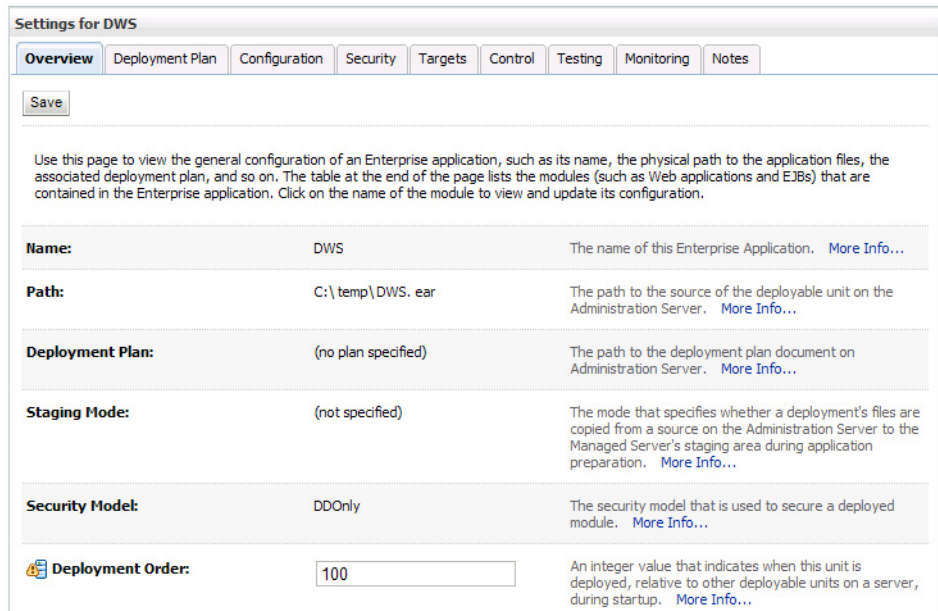 Settings for DWS
Overview Deployment Plan Configuration Security Targets Control Testing Monitoring Notes
Save
Use this page to view the general configuration of an Enterprise application, such as its name, the physical path to the application files, the
associated deployment plan, and so on. The table at the end of the page lists the modules (such as Web applications and EJBs) that are
contained in the Enterprise application. Click on the name of the module to view and update its configuration.
Name: DWS The name of this Enterprise Application. More Info...
Path: C:\temp\DWS. ear The path to the source of the deployable unit on the
Administration Server. More Info...
Deployment Plan: (no plan specified) The path to the deployment plan document on
Administration Server. More Info...
Staging Mode: (not specified) The mode that specifies whether a deployment's files are
copied from a source on the Administration Server to the
Managed Server's staging area during application
preparation. More Info...
Security Model: DDOnly The security model that is used to secure a deployed
module. More Info...
Deployment Order: 100 An integer value that indicates when this unit is
deployed, relative to other deployable units on a server,
during startup. More Info...